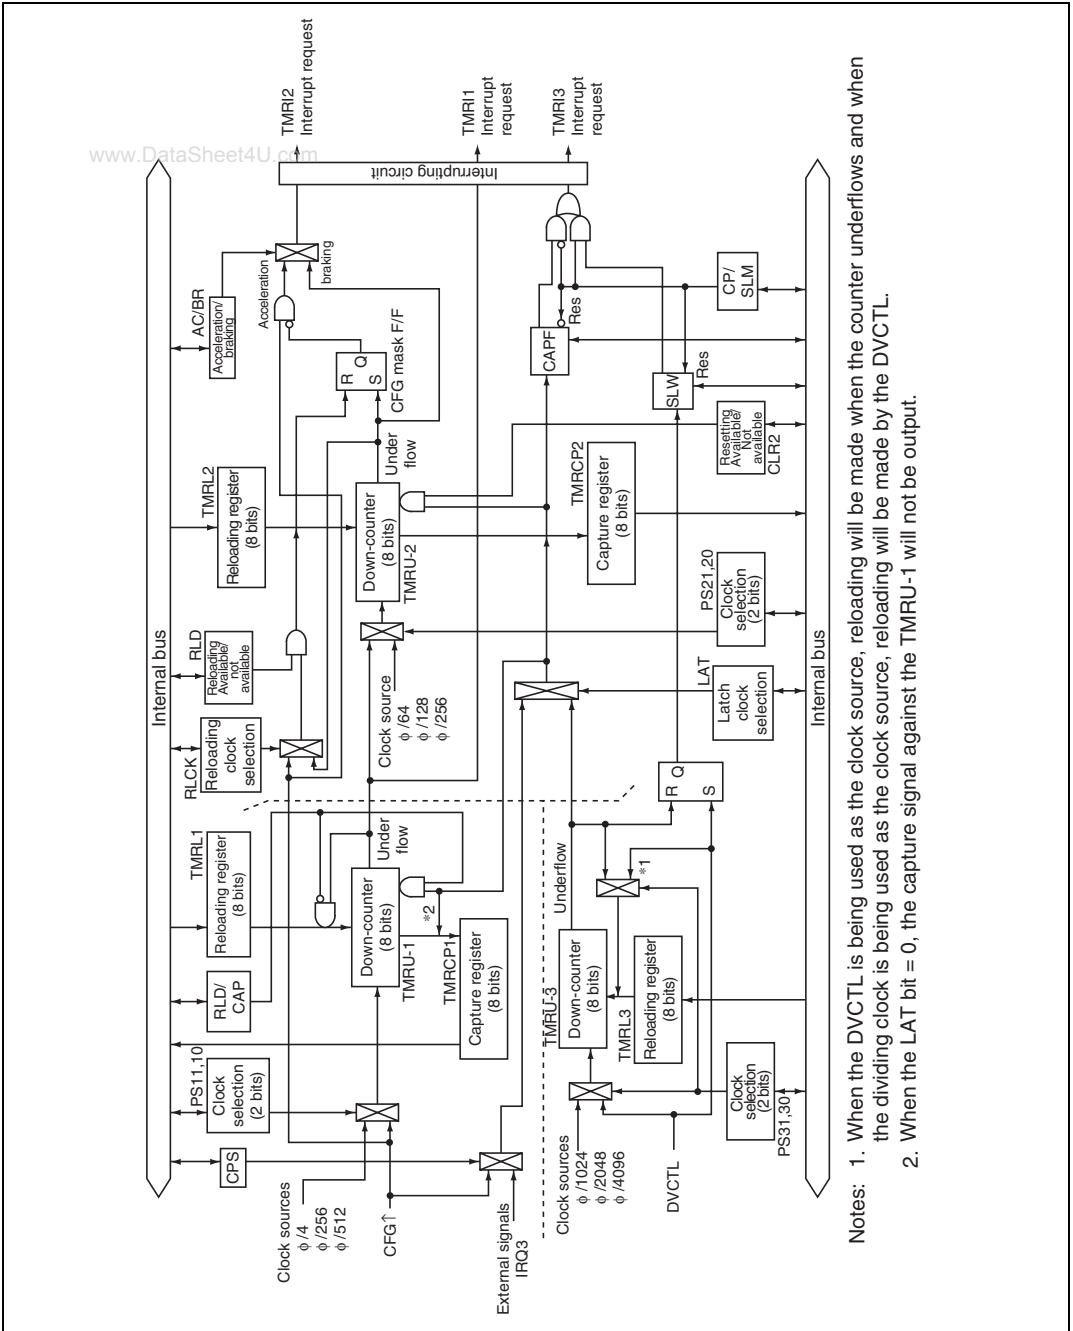 www.DataSheet4U.com
Internal bus
CPS
PS11,10
Clock
selection
(2 bits)
RLD/
CAP
TMRL1
Reloading register
(8 bits)
RLCK
Reloading
clock
selection
RLD
Reloading
Available/
not
available
TMRL2
Reloading register
(8 bits)
AC/BR
Acceleration/
braking
Acceleration
braking
TMRI2
Interrupt request
Clock sources
ϕ /4
ϕ /256
ϕ /512
CFG↑
External signals
IRQ3
Down-counter
(8 bits)
TMRU-1
Under
flow
*2
TMRCP1
Capture register
(8 bits)
Clock source
ϕ /64
ϕ /128
ϕ /256
Down-counter
(8 bits)
TMRU-2
Under
flow
R
Q
S
CFG mask F/F
Interrupting circuit
TMRI1
Interrupt
request
TMRI3
Interrupt
request
TMRCP2
Capture register
(8 bits)
CAPF
Res
SLW
Res
CP/
SLM
Resetting
Available/
Not
available
CLR2
PS21,20
Clock
selection
(2 bits)
LAT
Latch
clock
selection
R
Q
S
Clock sources
ϕ /1024
ϕ /2048
ϕ /4096
DVCTL
TMRU-3
Down-counter
(8 bits)
Underflow
*1
TMRL3
Reloading register
(8 bits)
Clock
selection
(2 bits)
PS31,30
Internal bus
Notes: 1. When the DVCTL is being used as the clock source, reloading will be made when the counter underflows and when
the dividing clock is being used as the clock source, reloading will be made by the DVCTL.
2. When the LAT bit = 0, the capture signal against the TMRU-1 will not be output.